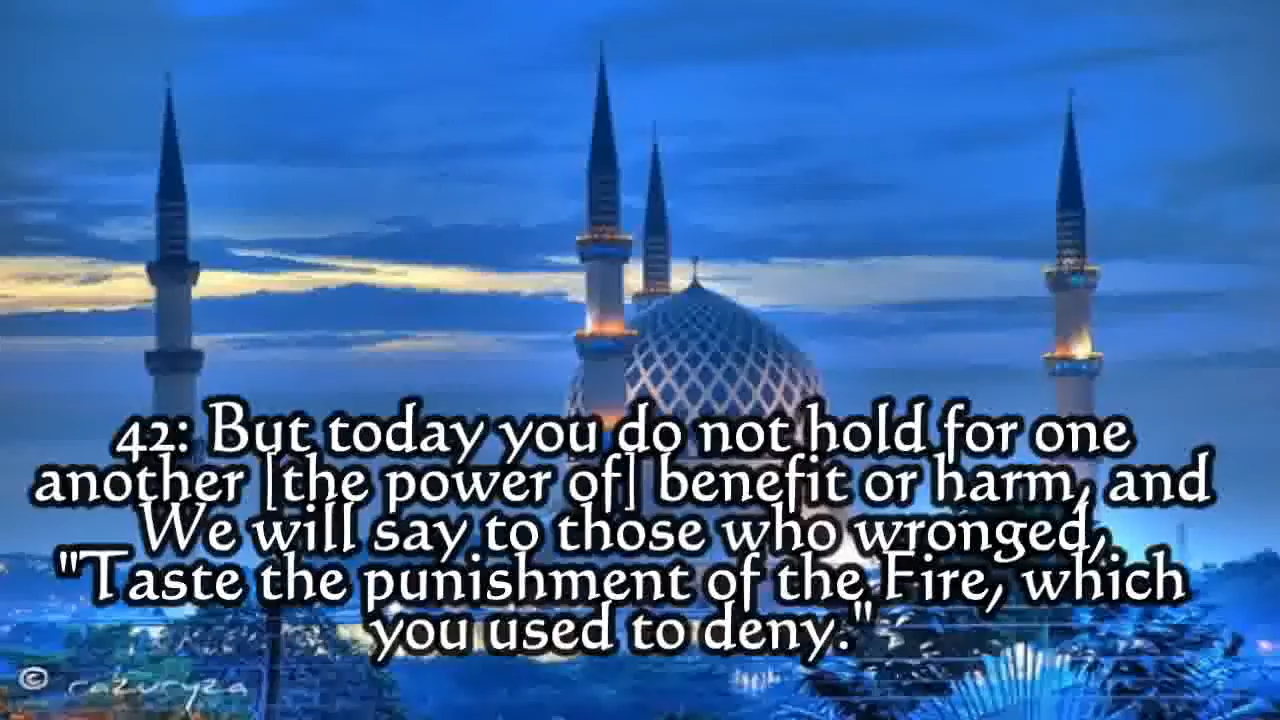 42: But today you do not hold for one
another [the power of] benefit or harm, and
We will say to those who wronged,
"Taste the punishment of the Fire, which
you used to deny."
© razuryza